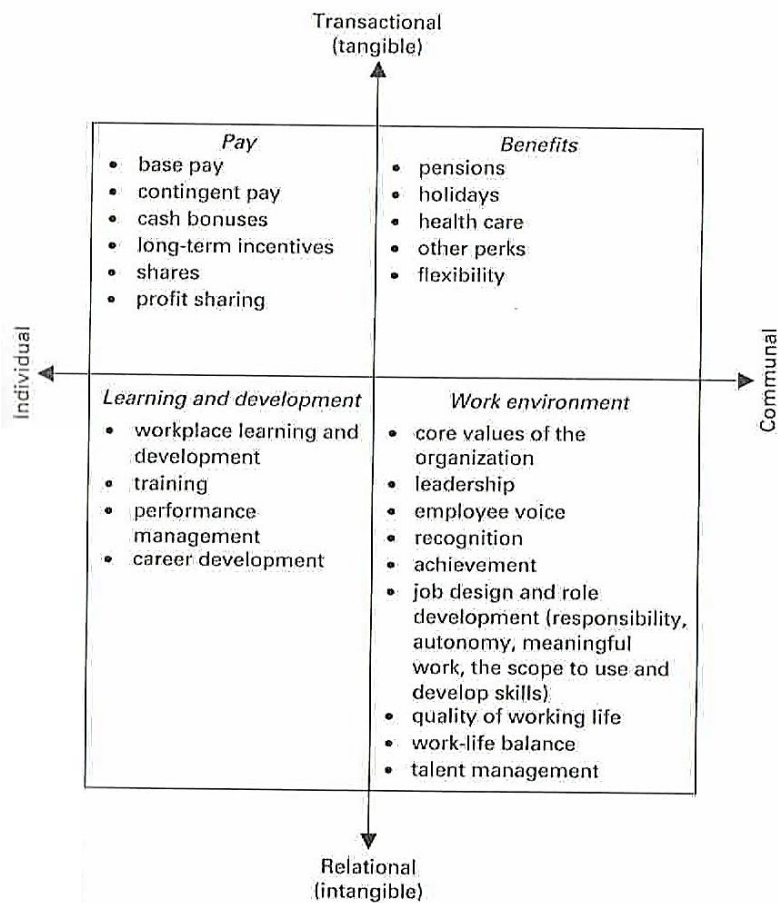 Transactional
(tangible)
Pay
• base pay
• contingent pay
• cash bonuses
• long-term incentives
• shares
• profit sharing
Benefits
• pensions
• holidays
• health care
• other perks
• flexibility
Individual
Communal
Learning and development
• workplace learning and
development
• training
• performance
management
• career development
Work environment
• core values of the
organization
• leadership
• employee voice
• recognition
• achievement
• job design and role
development (responsibility,
autonomy, meaningful
work, the scope to use and
develop skills)
• quality of working life
• work-life balance
• talent management
Relational
(intangible)